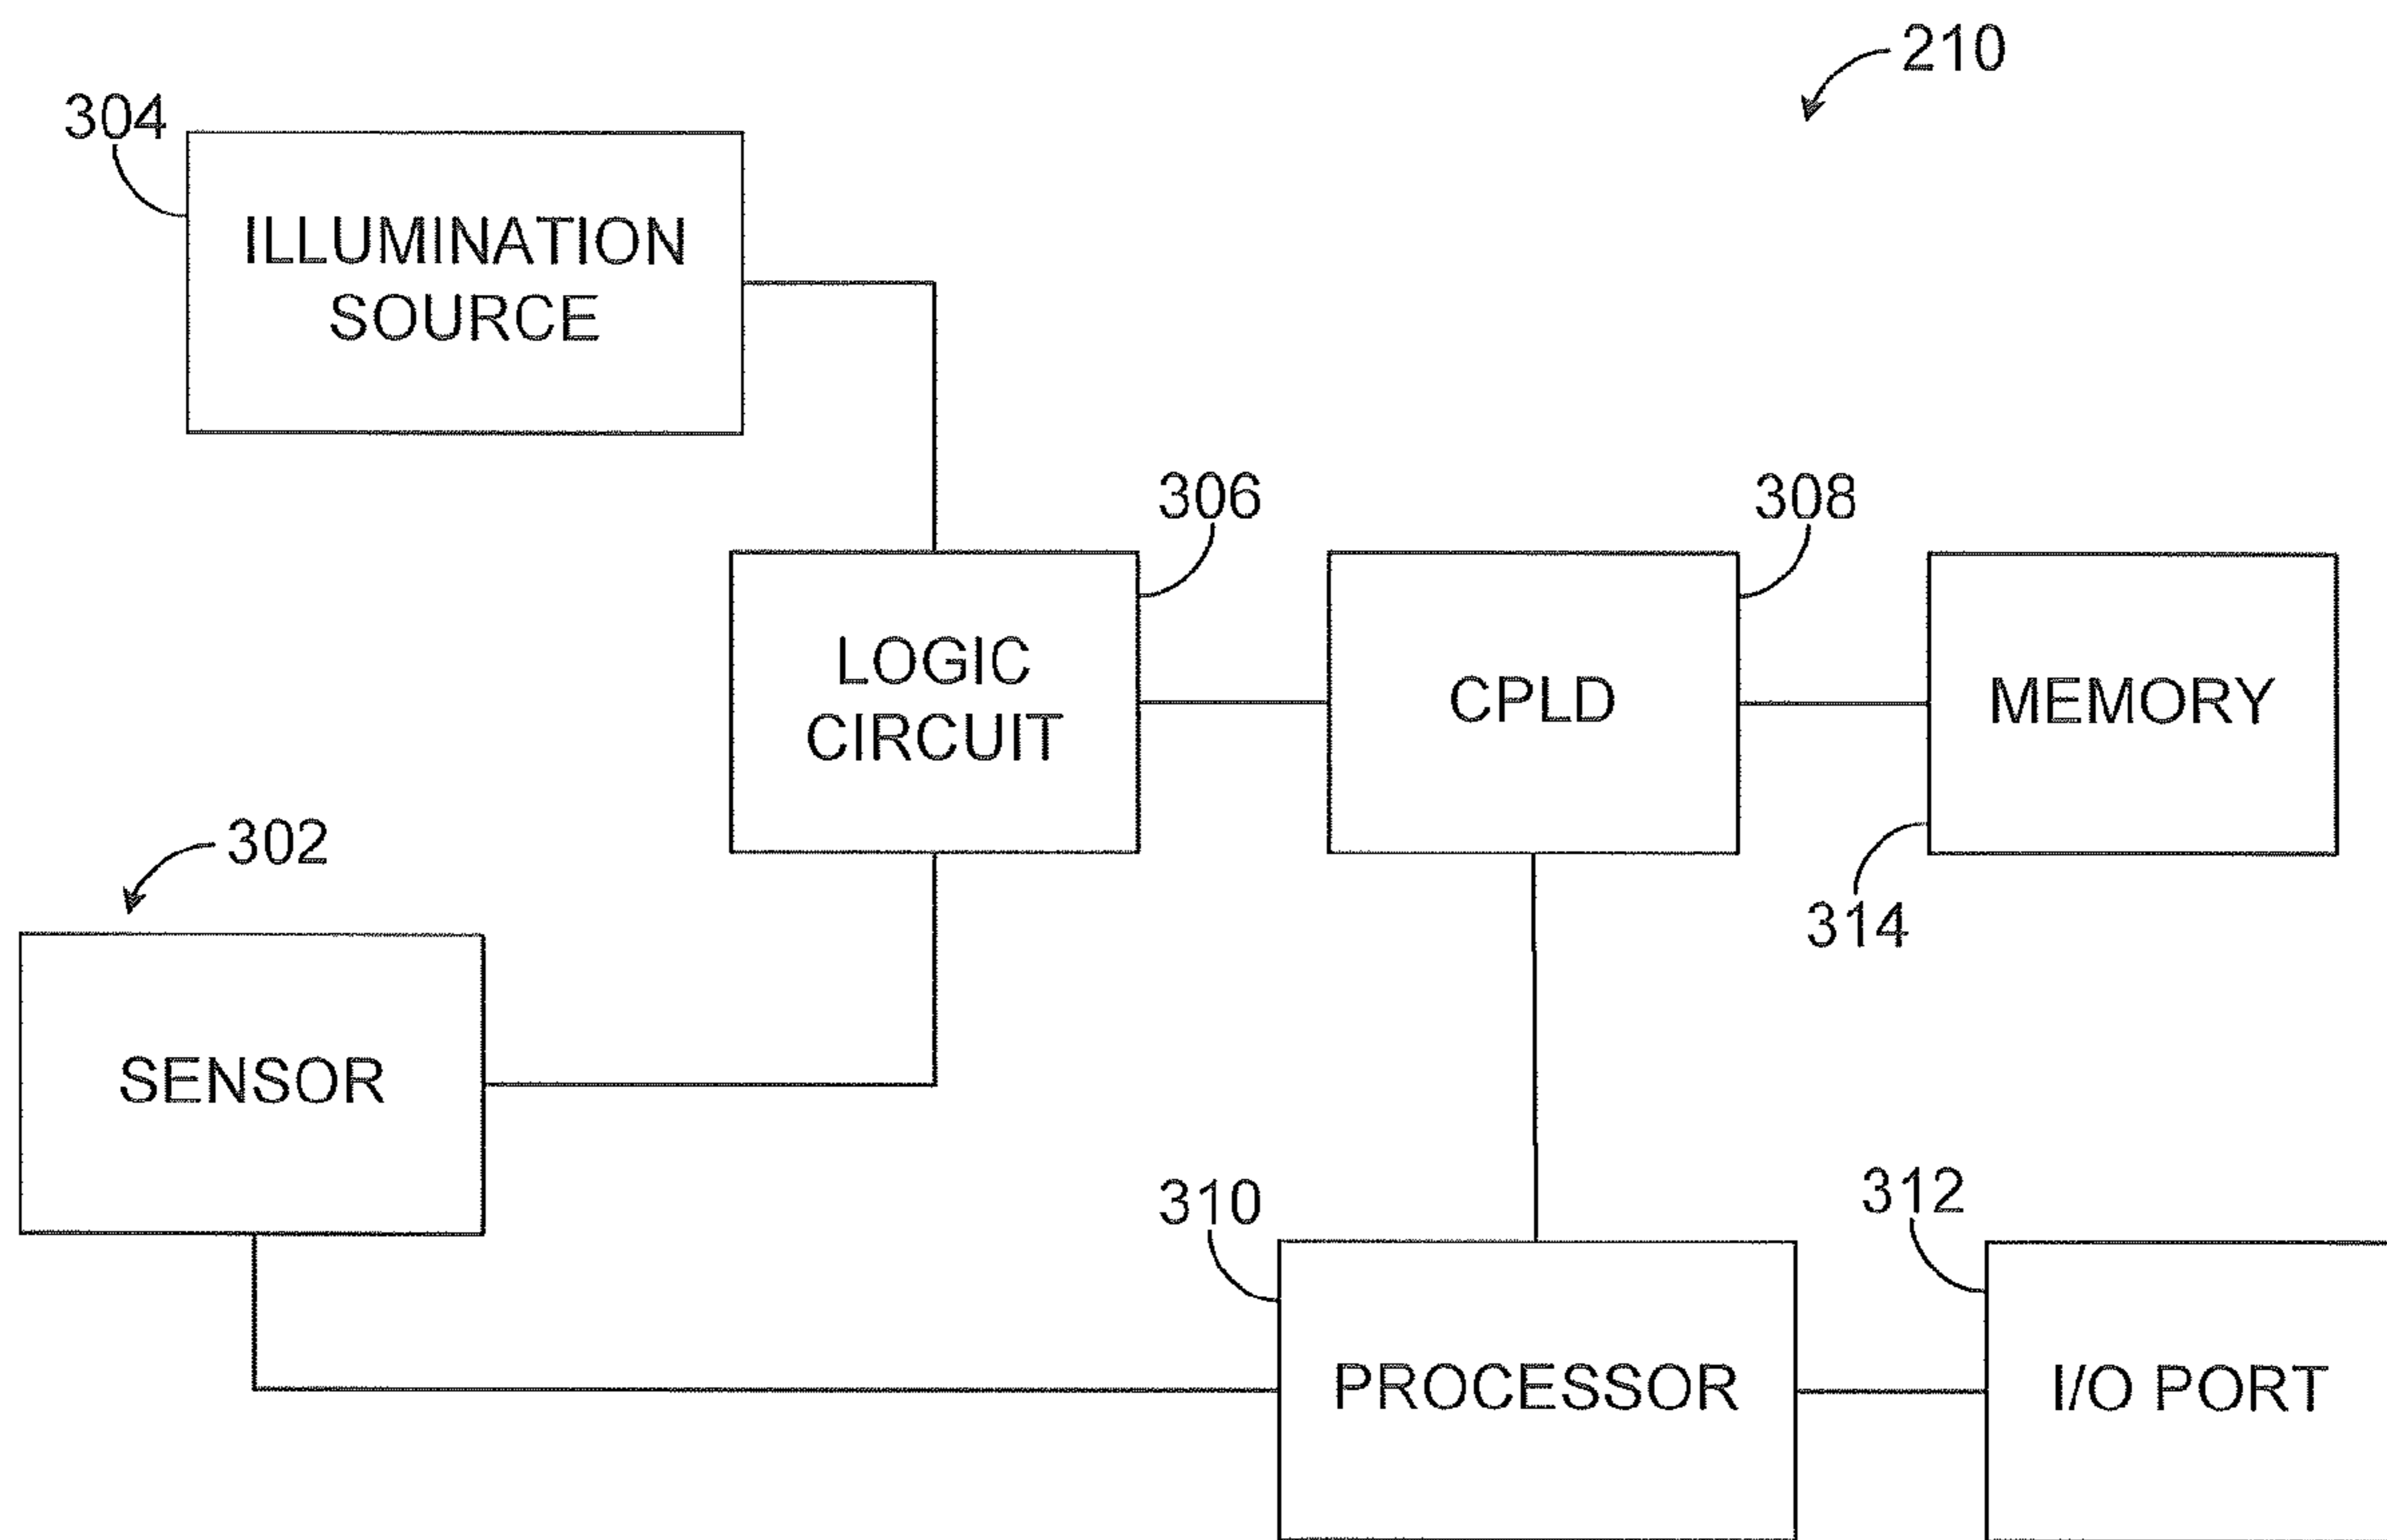 210
304
ILLUMINATION
SOURCE
306
308
LOGIC
CIRCUIT
CPLD
MEMORY
302
314
SENSOR
310
312
PROCESSOR
I/O PORT